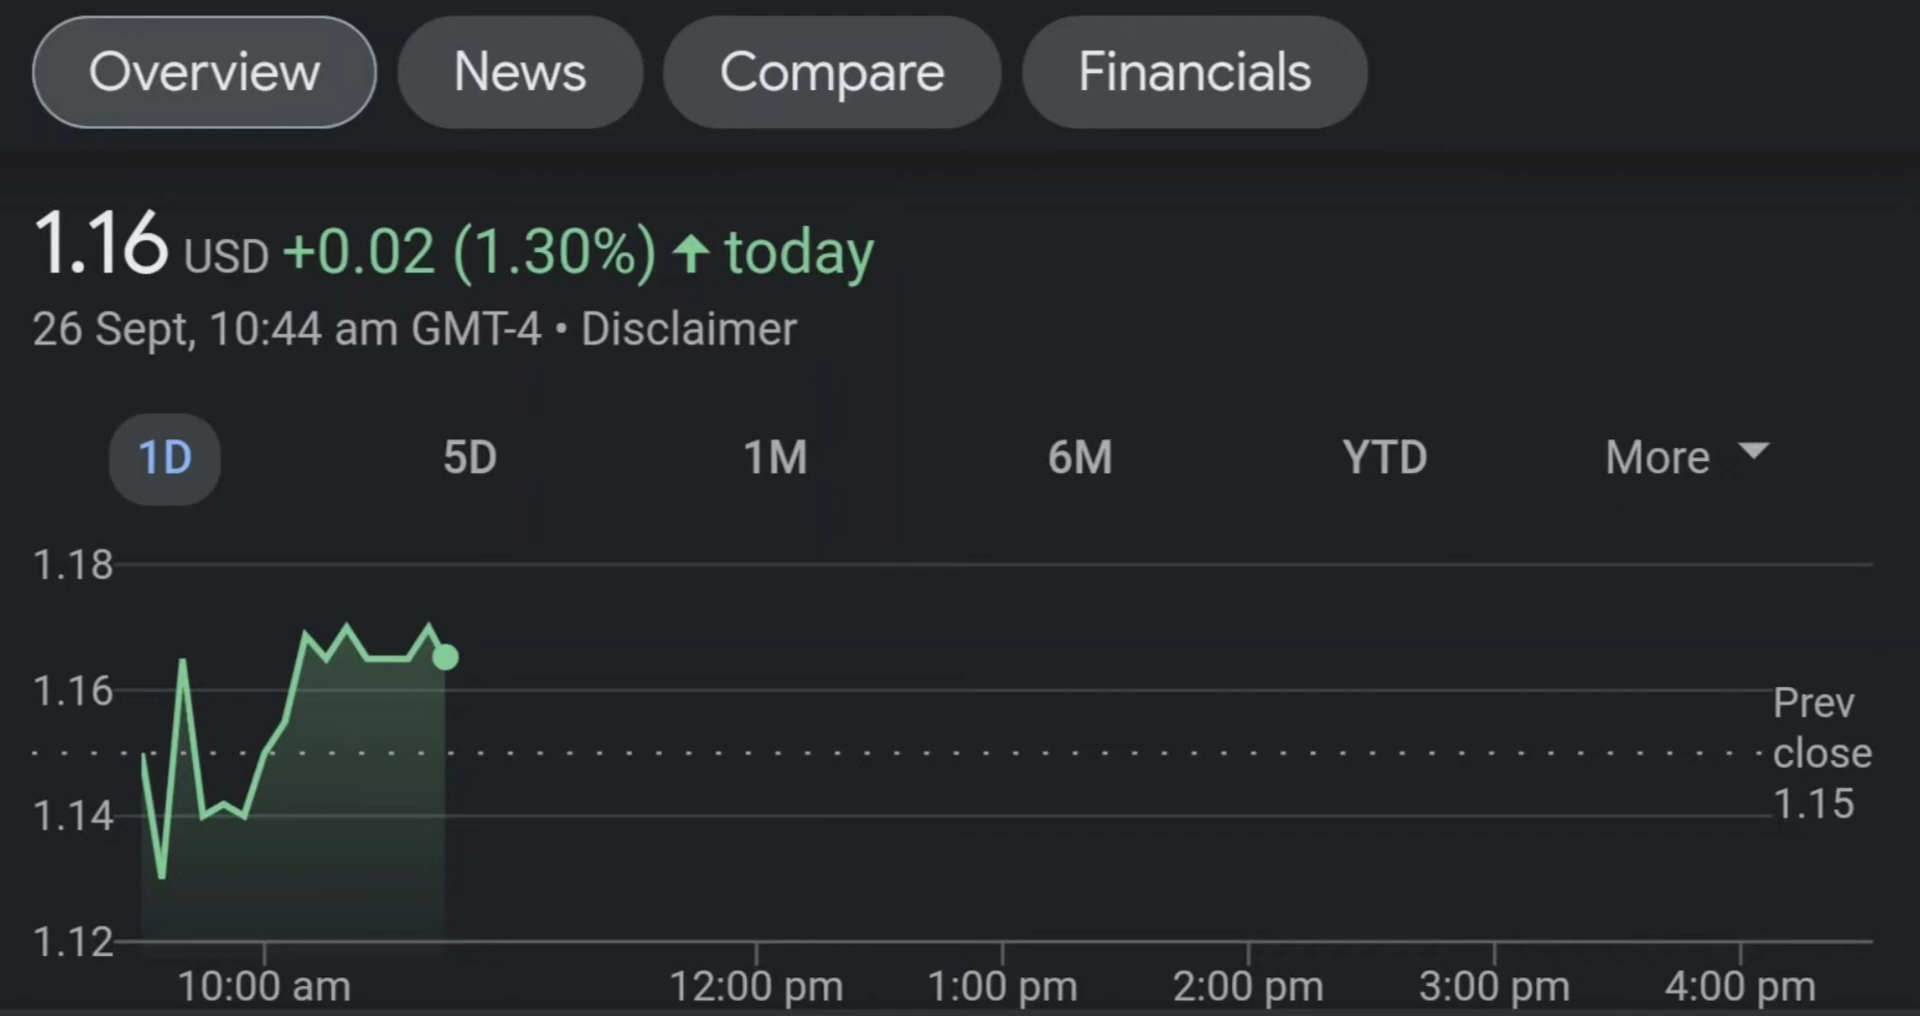 Overview News Compare Financials
1.16 USD +0.02 (1.30%) ↑ today
26 Sept, 10:44 am GMT-4 • Disclaimer
1D 5D 1M 6M YTD More
1.18
1.16
Prev
close
1.15
1.14
1.12
10:00 am 12:00 pm 1:00 pm 2:00 pm 3:00 pm 4:00 pm